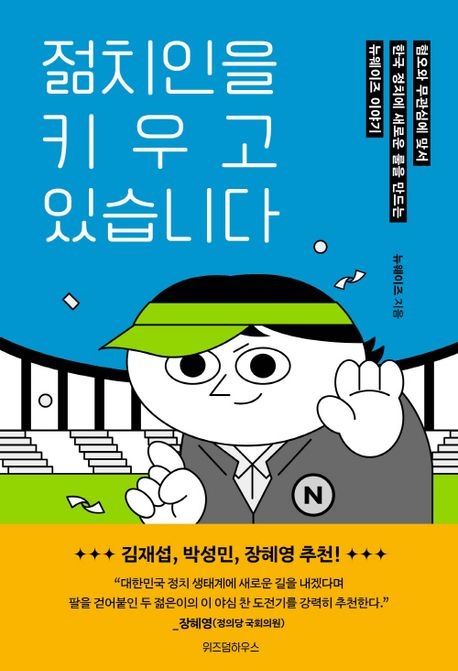 젊치인을
키우고
있습니다
혐오와 무관심에 맞서
한국 정치에 새로운 룰을 만드는
뉴웨이즈 이야기
뉴웨이즈 지음
N
김재섭, 박성민, 장혜영 추천!
“대한민국 정치 생태계에 새로운 길을 내겠다며
팔을 걷어붙인 두 젊은이의 이 야심 찬 도전기를 강력히 추천한다.”
_장혜영(정의당 국회의원)
위즈덤하우스